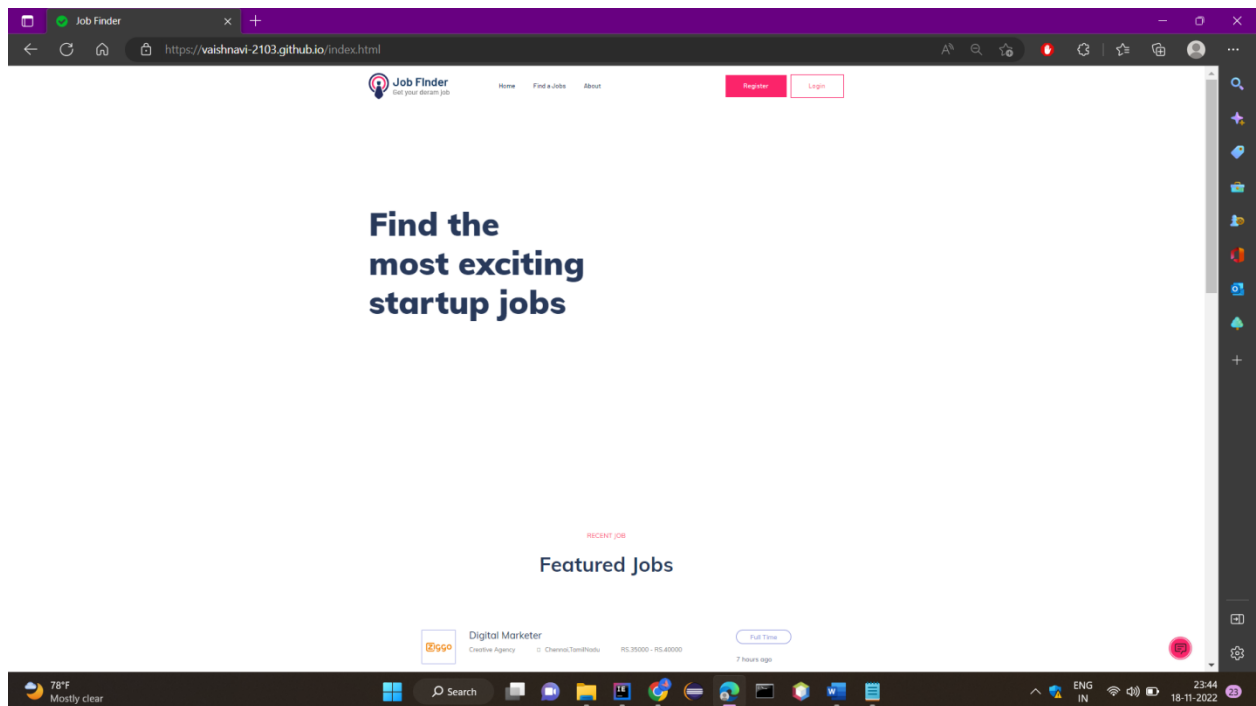 Job Finder
https://vaishnavi-2103.github.io/index.html
Job FInder
Get your doram job
Home Find a Jobs About
Register Login
Find the
most exciting
startup jobs
RECENT JOB
Featured Jobs
Ziggo
Digital Marketer
Creative Agency Chennai,TamilNadu RS.35000 - RS.40000
Full Time
7 hours ago
78°F
Mostly clear
Search
ENG
IN
23:44
18-11-2022
23